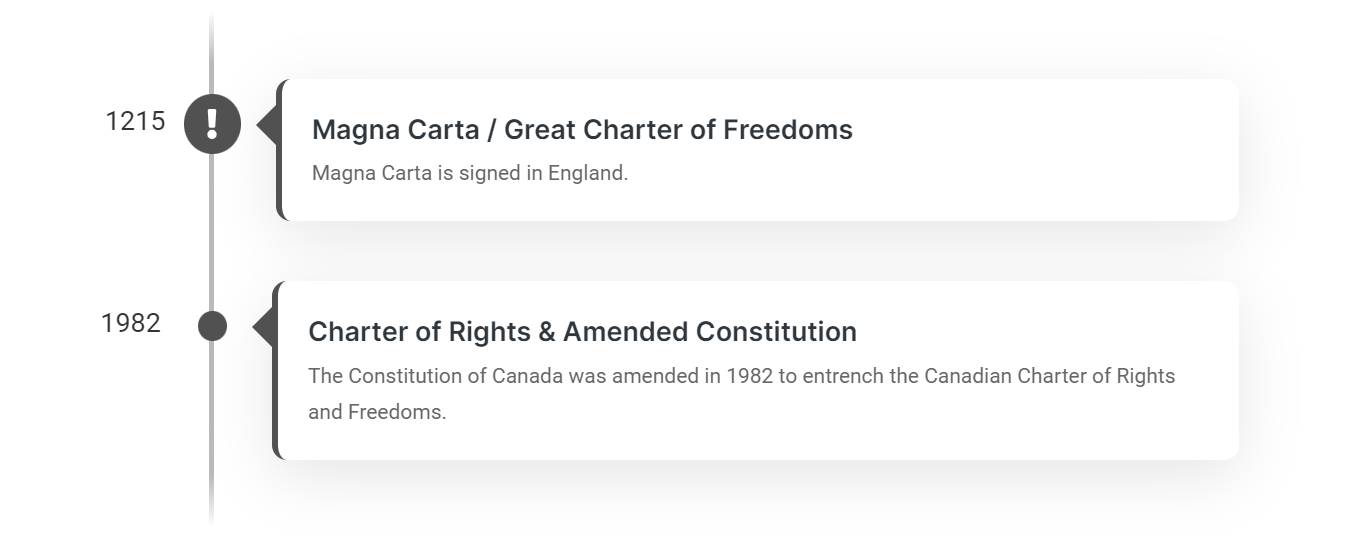 1215
!
Magna Carta / Great Charter of Freedoms
Magna Carta is signed in England.
1982
Charter of Rights & Amended Constitution
The Constitution of Canada was amended in 1982 to entrench the Canadian Charter of Rights
and Freedoms.